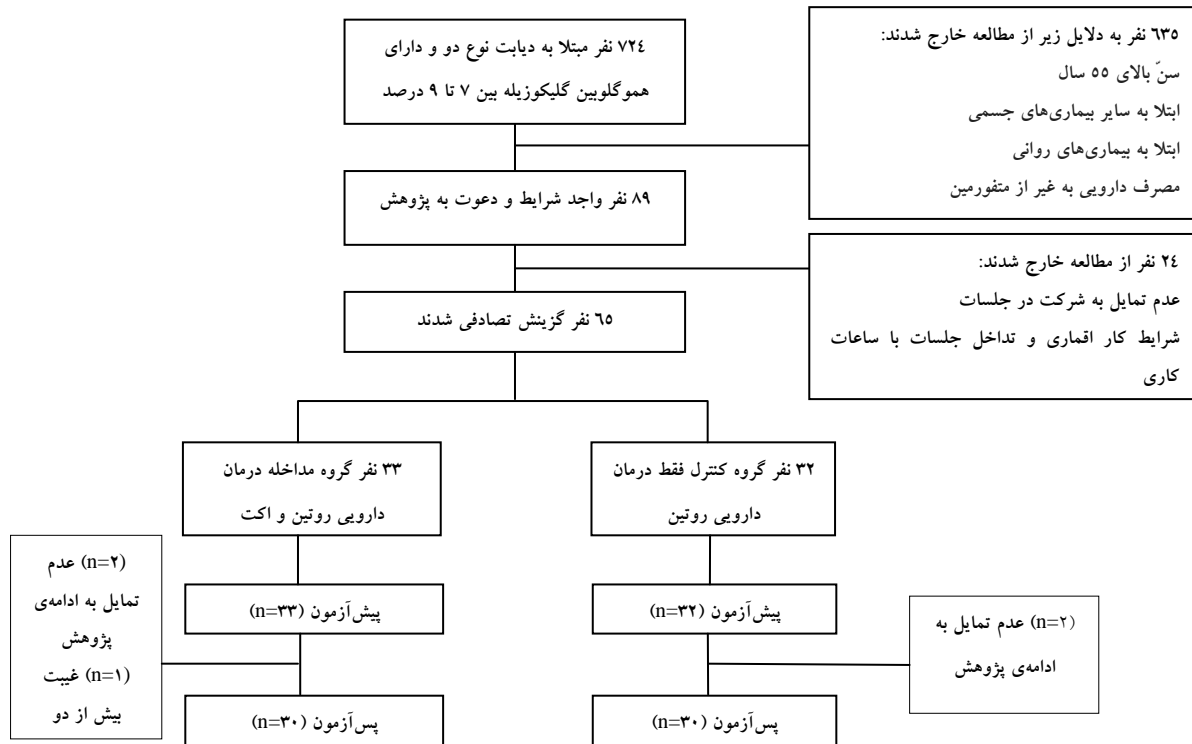 ۷۲٤ نفر مبتلا به دیابت نوع دو و دارای
هموگلوبین گلیکوزیله بین ۷ تا ۹ درصد
٦۳٥ نفر به دلایل زیر از مطالعه خارج شدند:
سنّ بالای ٥٥ سال
ابتلا به سایر بیماری‌های جسمی
ابتلا به بیماری‌های روانی
مصرف دارویی به غیر از متفورمین
۸۹ نفر واجد شرایط و دعوت به پژوهش
۲٤ نفر از مطالعه خارج شدند:
عدم تمایل به شرکت در جلسات
شرایط کار اقماری و تداخل جلسات با ساعات
کاری
٦٥ نفر گزینش تصادفی شدند
۳۲ نفر گروه کنترل فقط درمان
دارویی روتین
۳۳ نفر گروه مداخله درمان
دارویی روتین و اکت
پیش‌آزمون (n=۳۲)
پیش‌آزمون (n=۳۳)
(n=۲) عدم تمایل به
ادامه‌ی پژوهش
(n=۲) عدم
تمایل به ادامه‌ی
پژوهش
(n=۱) غیبت
بیش از دو
پس‌آزمون (n=۳۰)
پس‌آزمون (n=۳۰)